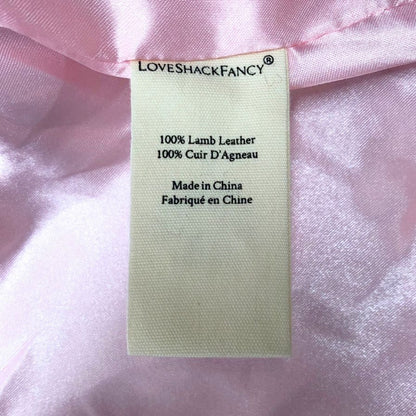 LoveShackFancy®
100% Lamb Leather
100% Cuir D'Agneau
Made in China
Fabriqué en Chine